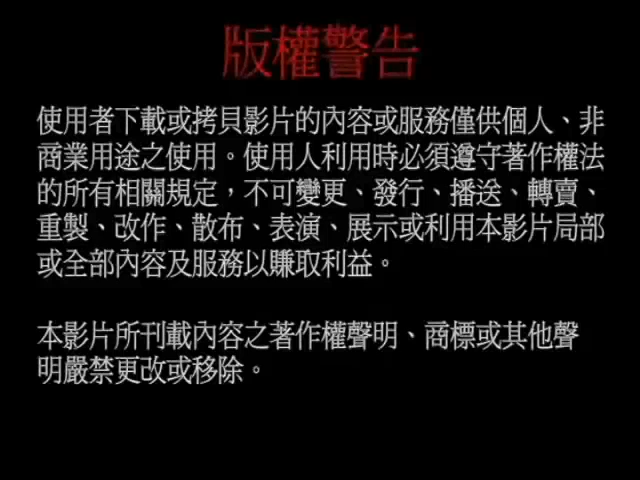 版權警告
使用者下載或拷貝影片的內容或服務僅供個人、非
商業用途之使用。使用人利用時必須遵守著作權法
的所有相關規定，不可變更、發行、播送、轉賣、
重製、改作、散布、表演、展示或利用本影片局部
或全部內容及服務以賺取利益。
本影片所刊載內容之著作權聲明、商標或其他聲
明嚴禁更改或移除。